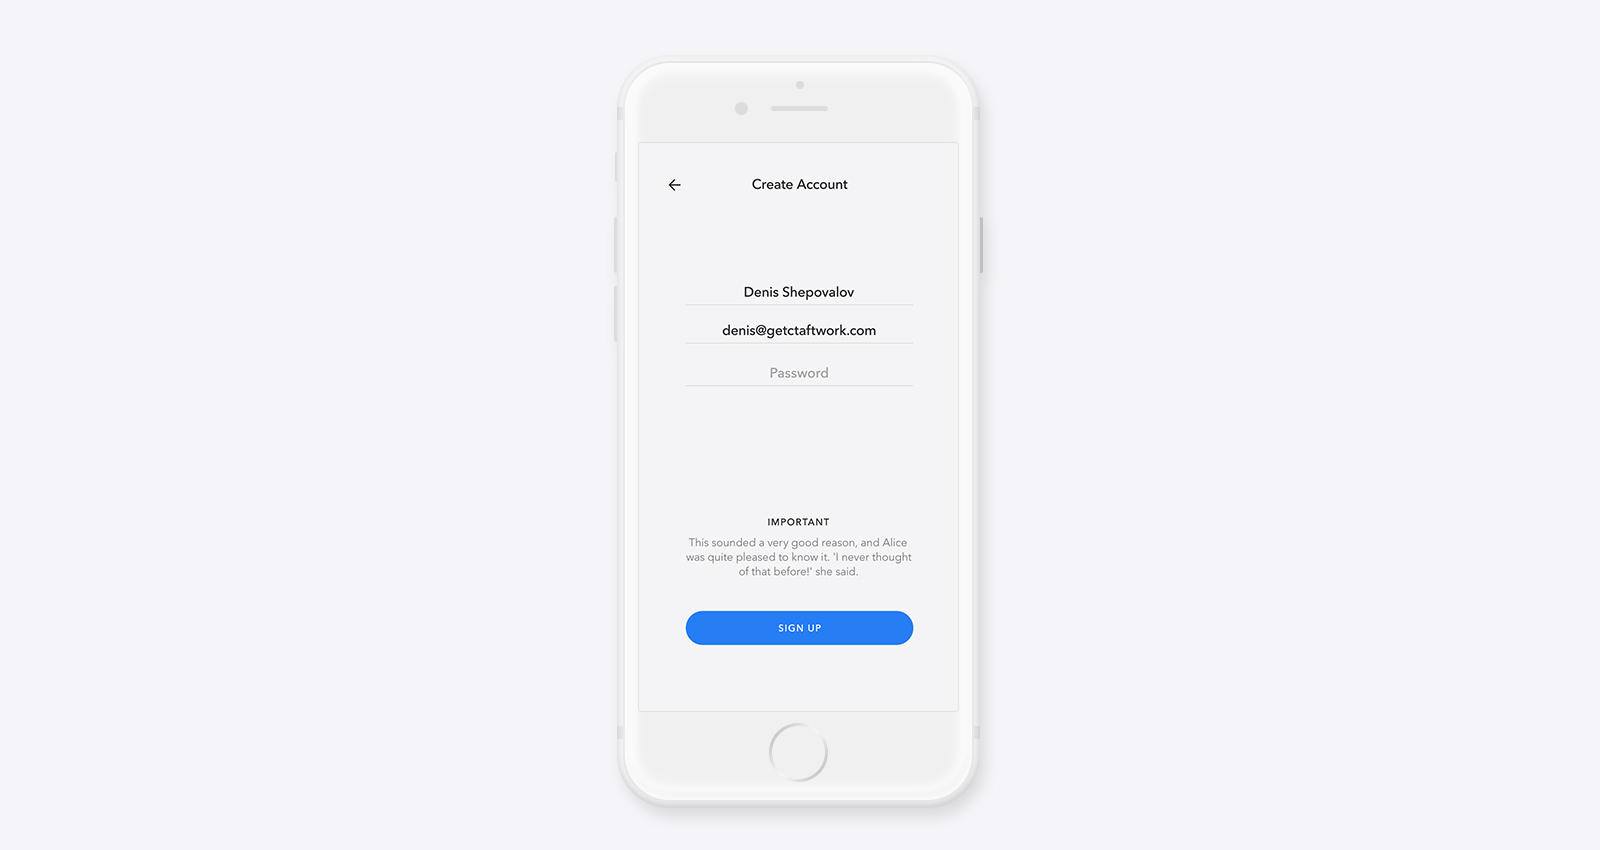 Create Account
Denis Shepovalov
denis@getctaftwork.com
Password
IMPORTANT
This sounded a very good reason, and Alice
was quite pleased to know it. 'I never thought
of that before!' she said.
SIGN UP